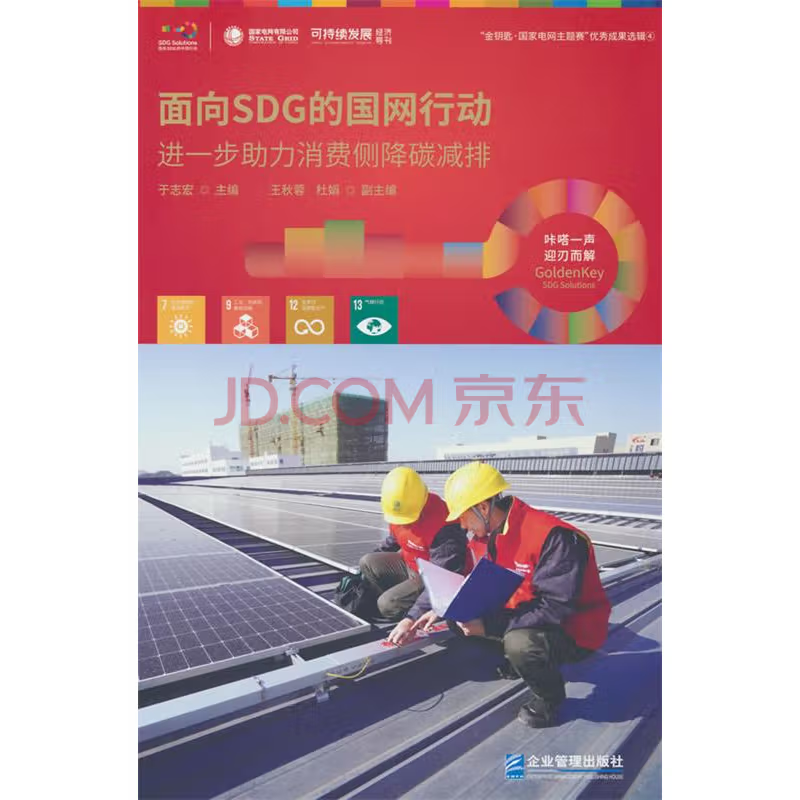 SDG Solutions
国家电网有限公司
STATE GRID
可持续发展
经济
导刊
“金钥匙·国家电网主题赛”优秀成果选辑④
面向SDG的国网行动
进一步助力消费侧降碳减排
于志宏 主编 王秋蓉 杜娟 副主编
咔嗒一声
迎刃而解
GoldenKey
SDG Solutions
7
9
12
13 气候行动
JD.COM 京东
企业管理出版社
ENTERPRISE MANAGEMENT PUBLISHING HOUSE